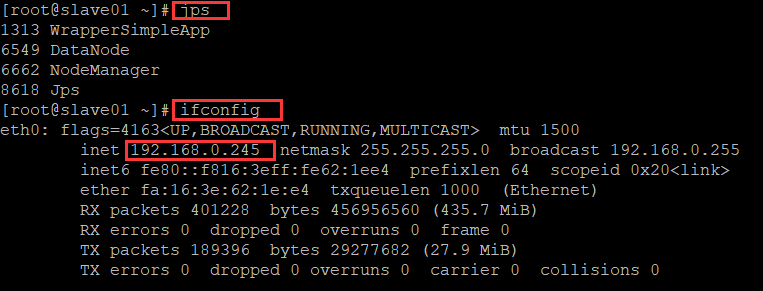 [root@slave01 ~]# jps
1313 WrapperSimpleApp
6549 DataNode
6662 NodeManager
8618 Jps
[root@slave01 ~]# ifconfig
eth0: flags=4163<UP,BROADCAST,RUNNING,MULTICAST>  mtu 1500
        inet 192.168.0.245  netmask 255.255.255.0  broadcast 192.168.0.255
        inet6 fe80::f816:3eff:fe62:1ee4  prefixlen 64  scopeid 0x20<link>
        ether fa:16:3e:62:1e:e4  txqueuelen 1000  (Ethernet)
        RX packets 401228  bytes 456956560 (435.7 MiB)
        RX errors 0  dropped 0  overruns 0  frame 0
        TX packets 189396  bytes 29277682 (27.9 MiB)
        TX errors 0  dropped 0 overruns 0  carrier 0  collisions 0